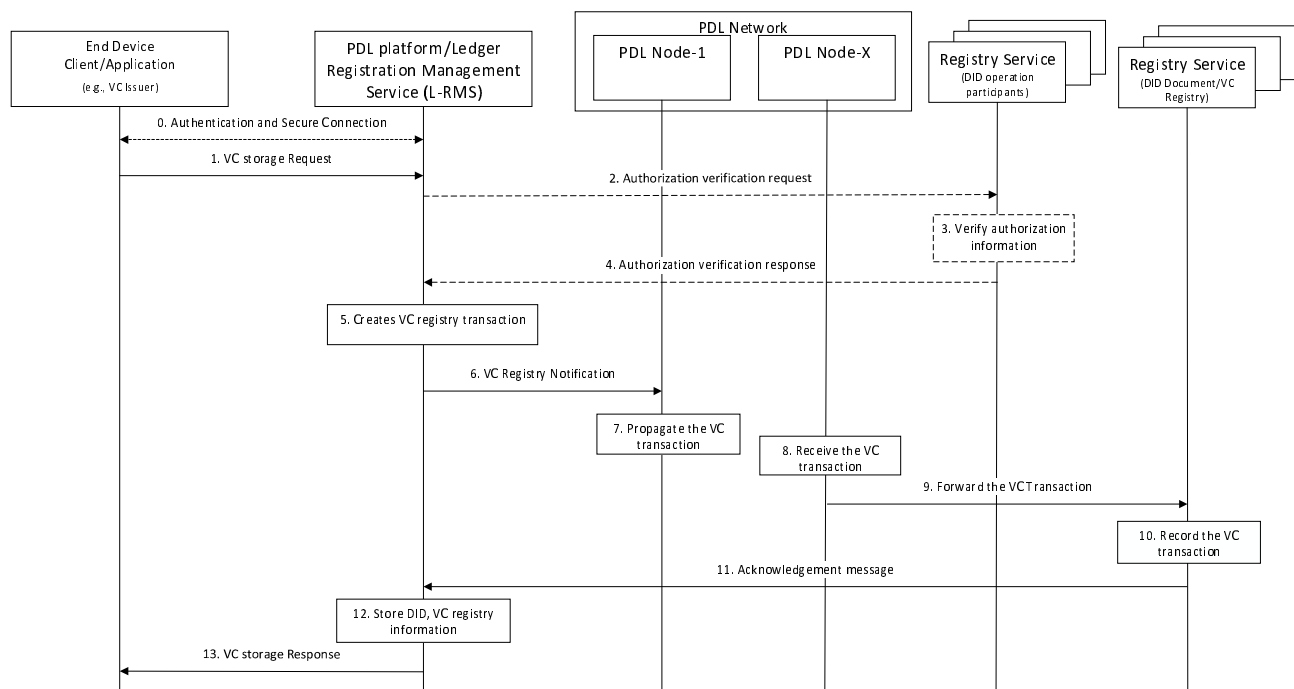 End Device
Client/Application
(e.g., VC Issuer)
PDL platform/Ledger
Registration Management
Service (L-RMS)
PDL Network
PDL Node-1
PDL Node-X
Registry Service
(DID operation
participants)
Registry Service
(DID Document/VC
Registry)
0. Authentication and Secure Connection
1. VC storage Request
2. Authorization verification request
3. Verify authorization
information
4. Authorization verification response
5. Creates VC registry transaction
6. VC Registry Notification
7. Propagate the VC
transaction
8. Receive the VC
transaction
9. Forward the VC Transaction
10. Record the VC
transaction
11. Acknowledgement message
12. Store DID, VC registry
information
13. VC storage Response